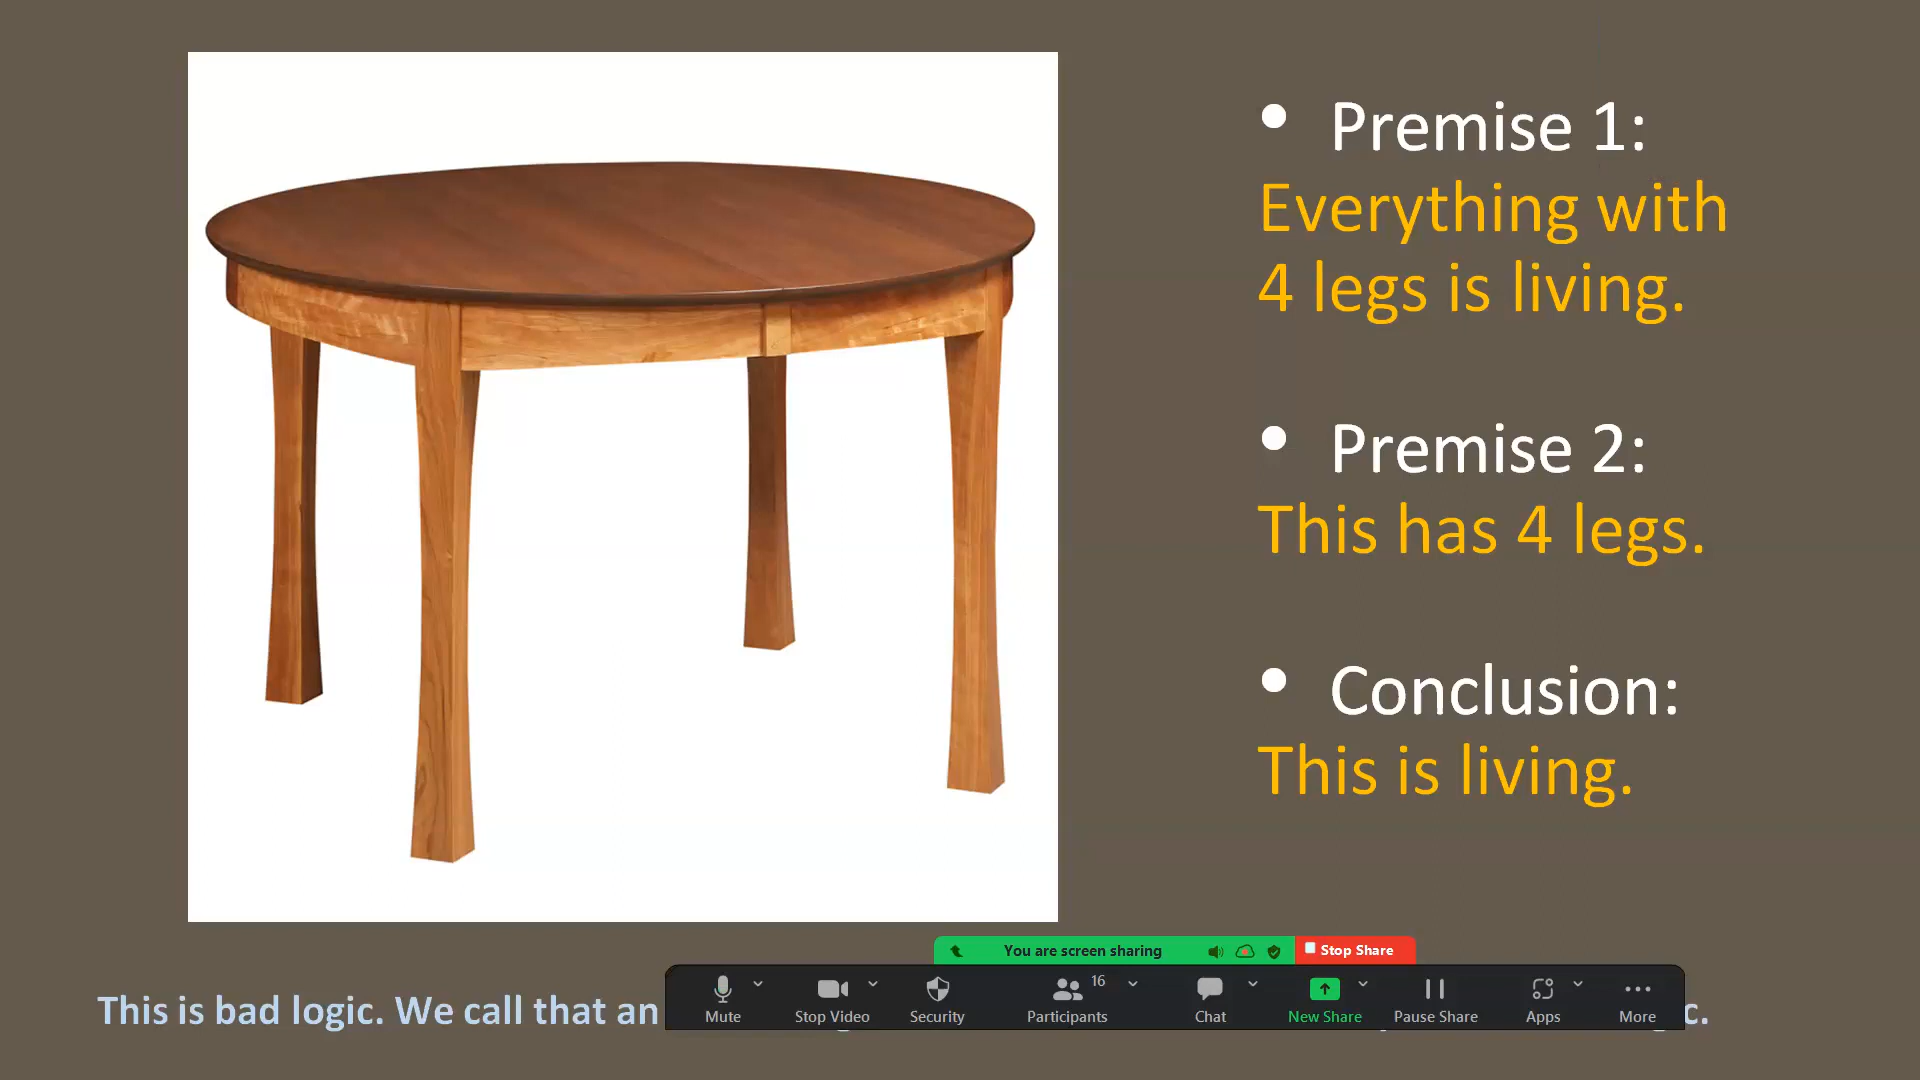 • Premise 1:
Everything with
4 legs is living.
• Premise 2:
This has 4 legs.
• Conclusion:
This is living.
You are screen sharing
Stop Share
16
Mute
Stop Video
Security
Participants
Chat
New Share
Pause Share
Apps
More
This is bad logic. We call that an